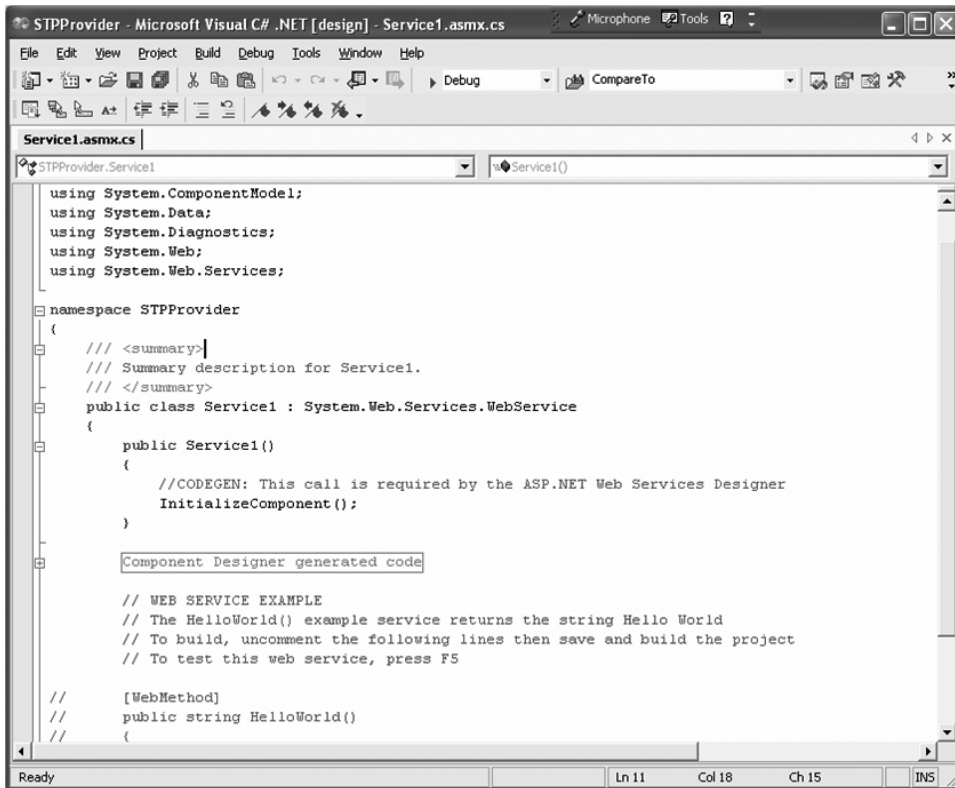 STPProvider - Microsoft Visual C# .NET [design] - Service1.asmx.cs
Microphone Tools
File Edit View Project Build Debug Tools Window Help
Debug CompareTo
Service1.asmx.cs
STPProvider.Service1 Service1()
using System.ComponentModel;
using System.Data;
using System.Diagnostics;
using System.Web;
using System.Web.Services;
namespace STPProvider
{
/// <summary>
/// Summary description for Service1.
/// </summary>
public class Service1 : System.Web.Services.WebService
{
public Service1()
{
//CODEGEN: This call is required by the ASP.NET Web Services Designer
InitializeComponent();
}
Component Designer generated code
// WEB SERVICE EXAMPLE
// The HelloWorld() example service returns the string Hello World
// To build, uncomment the following lines then save and build the project
// To test this web service, press F5
// [WebMethod]
// public string HelloWorld()
// {
Ready Ln 11 Col 18 Ch 15 INS